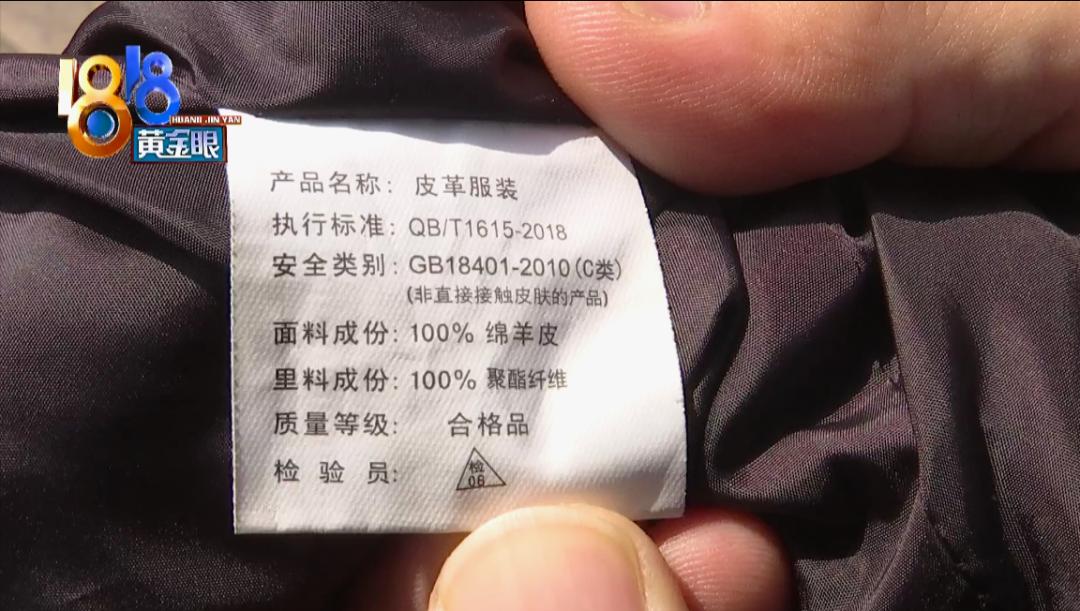 1818
HUANG JIN YAN
黄金眼
产品名称：皮革服装
执行标准：QB/T1615-2018
安全类别：GB18401-2010(C类)
(非直接接触皮肤的产品)
面料成份：100% 绵羊皮
里料成份：100% 聚酯纤维
质量等级： 合格品
检 验 员：
检
08